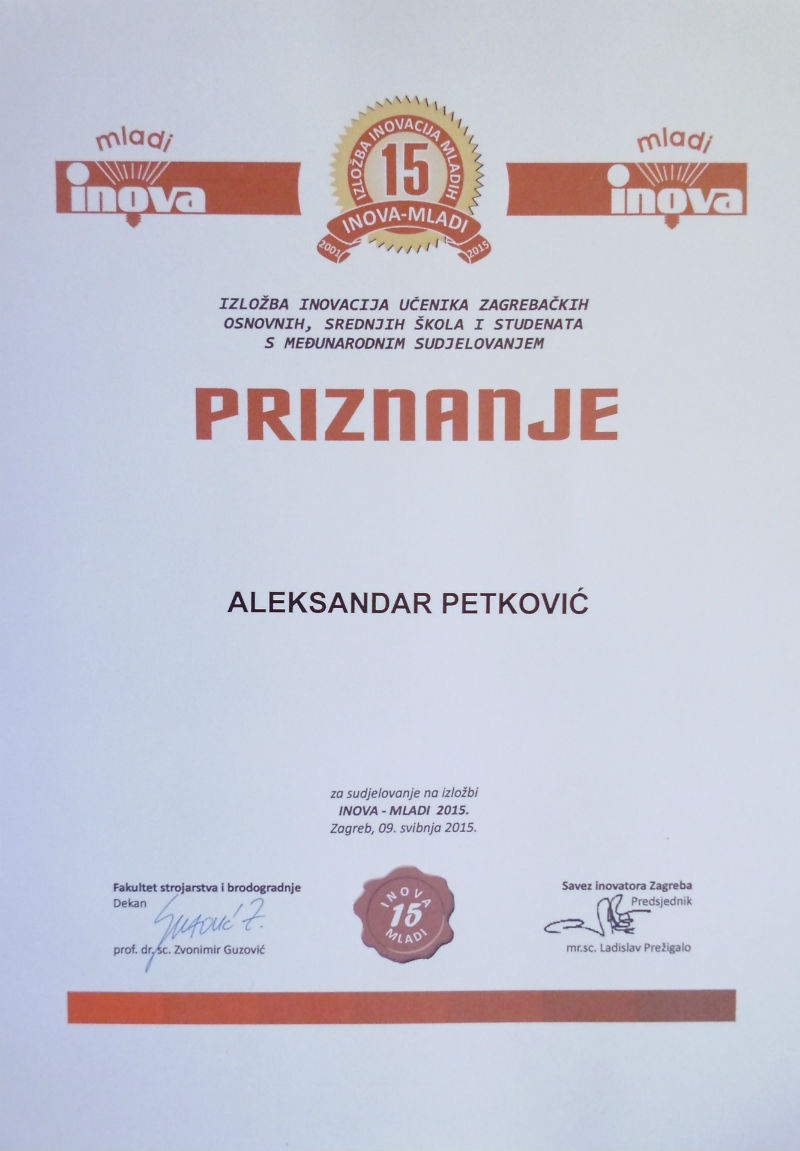 mladi
inova
mladi
inova
IZLOŽBA INOVACIJA MLADIH
15
INOVA-MLADI
2001
2015
IZLOŽBA INOVACIJA UČENIKA ZAGREBAČKIH
OSNOVNIH, SREDNJIH ŠKOLA I STUDENATA
S MEĐUNARODNIM SUDJELOVANJEM
PRIZNANJE
ALEKSANDAR PETKOVIĆ
za sudjelovanje na izložbi
INOVA - MLADI 2015.
Zagreb, 09. svibnja 2015.
Fakultet strojarstva i brodogradnje
Dekan
Guzović Z.
prof. dr. sc. Zvonimir Guzović
INOVA
15
MLADI
Savez inovatora Zagreba
Predsjednik
mr.sc. Ladislav Prežigalo